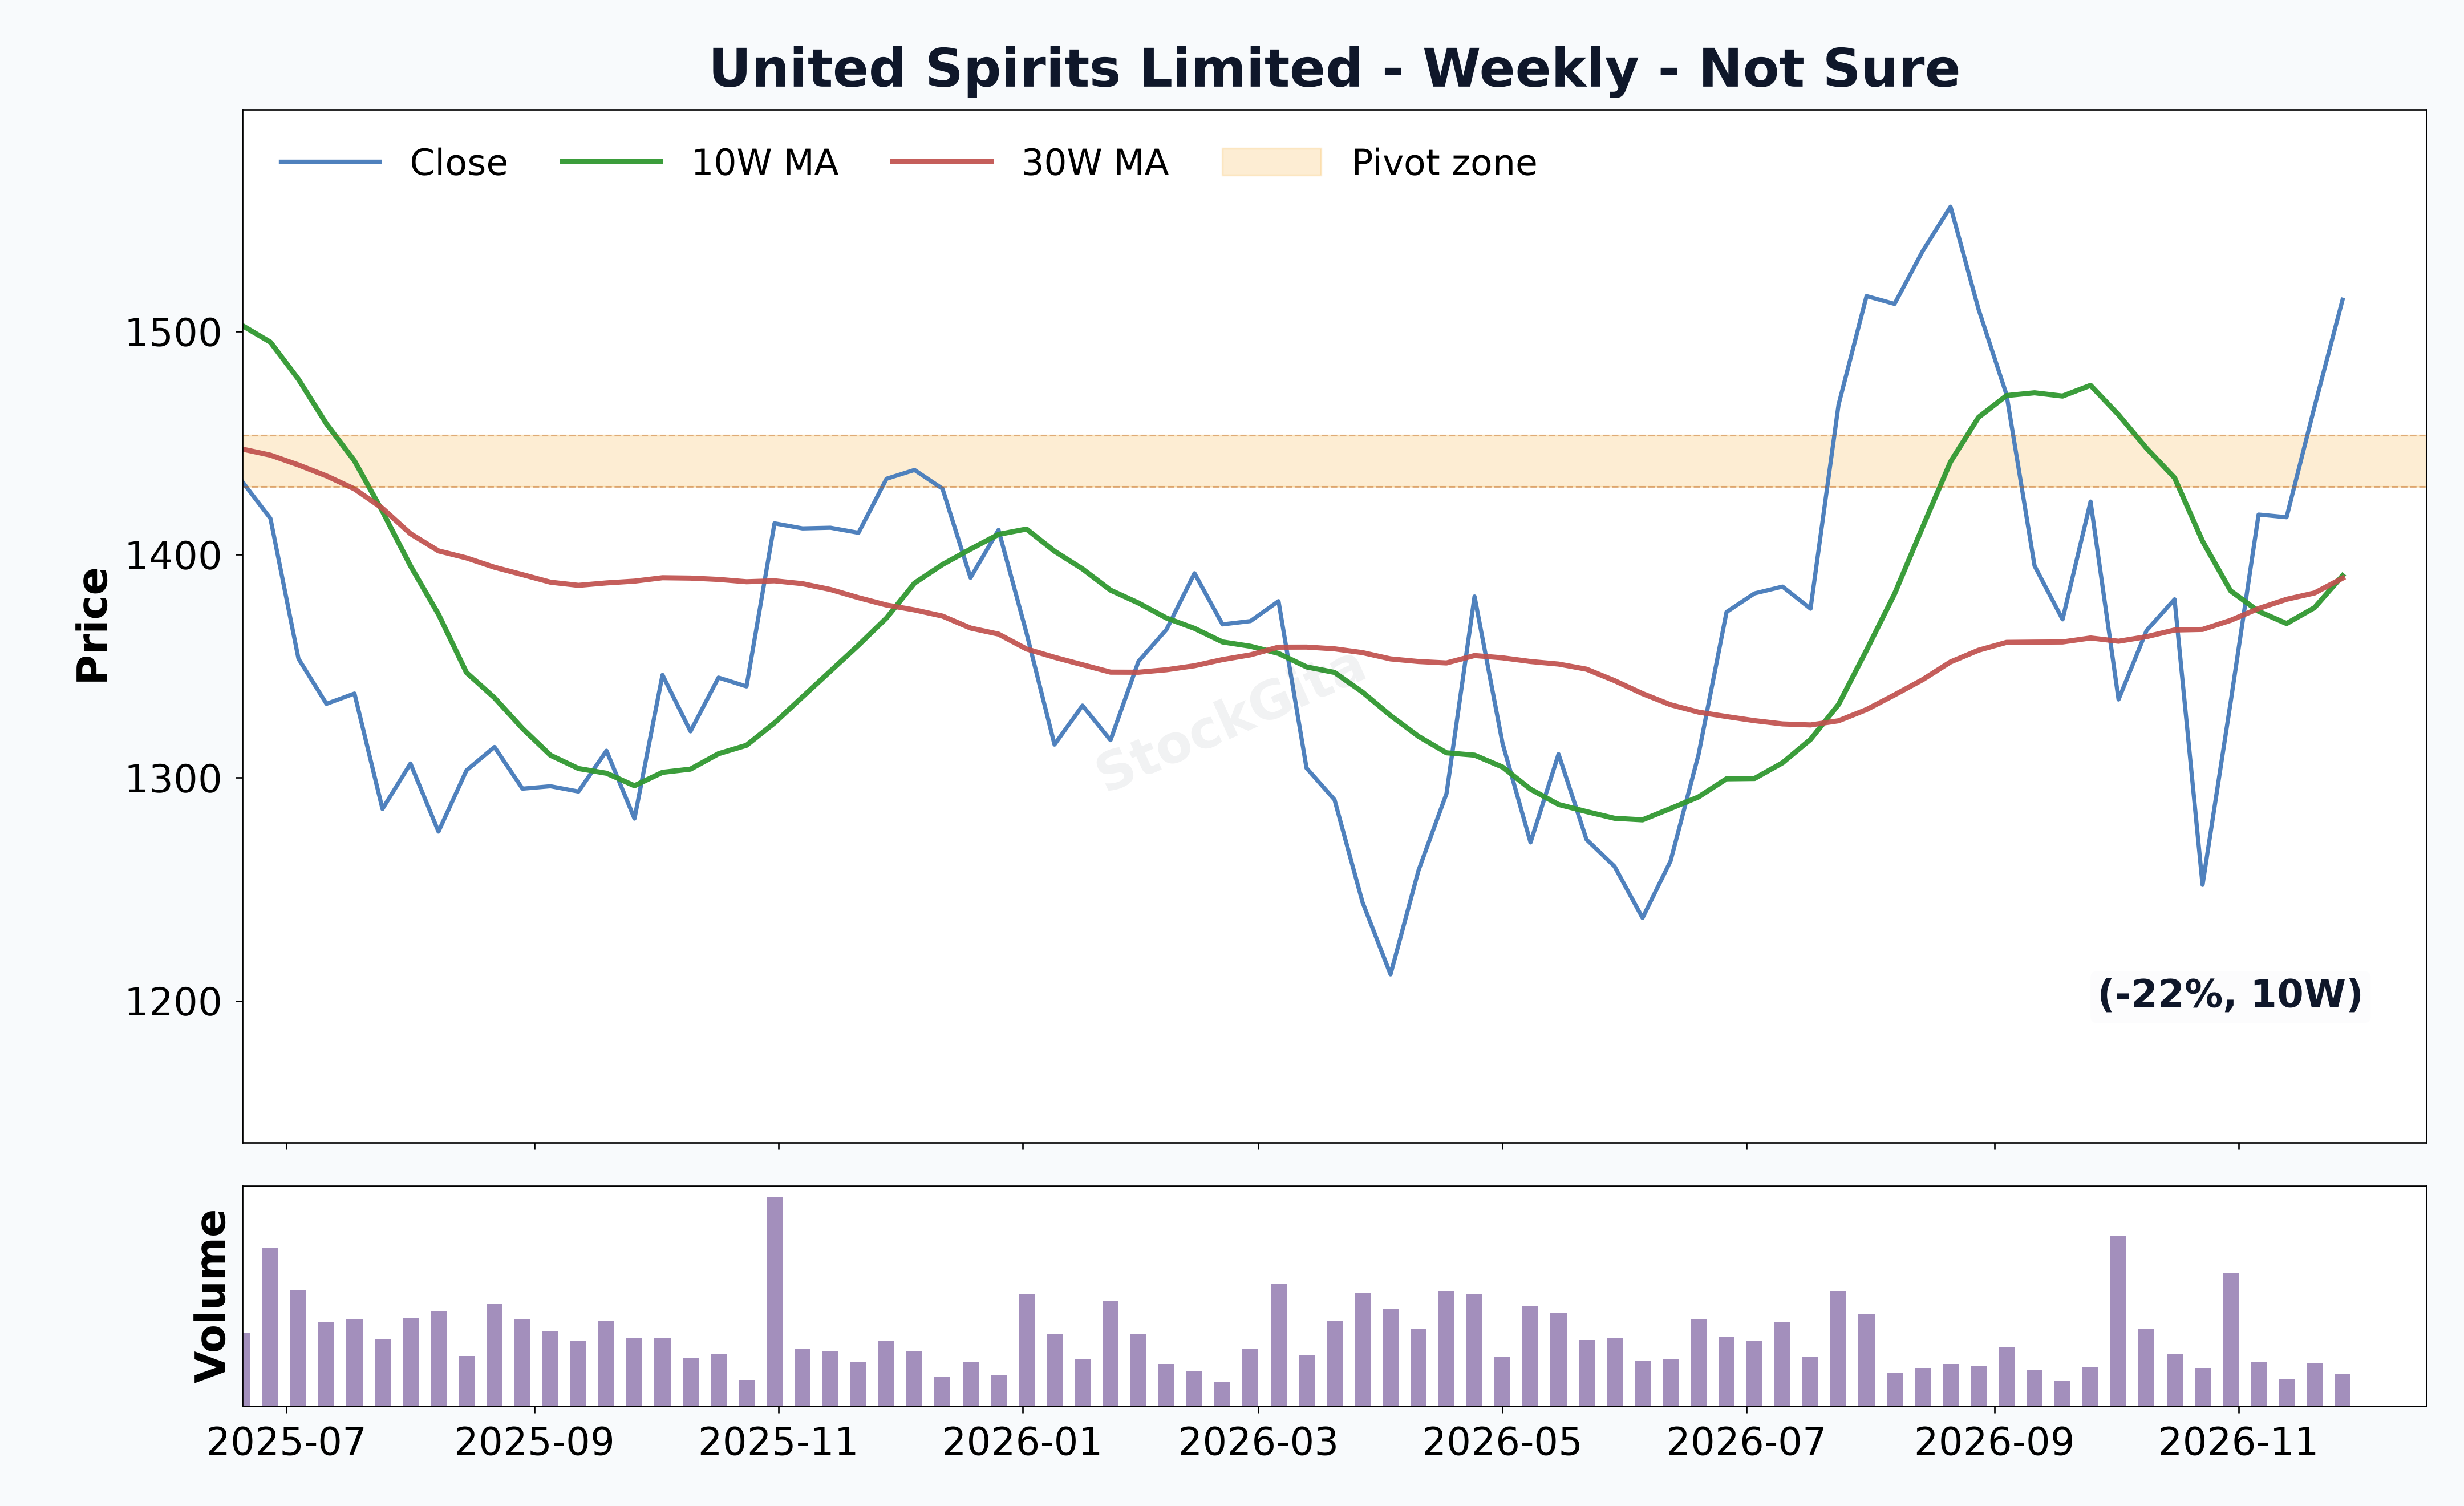 United Spirits Limited - Weekly - Not Sure
Close 10W MA 30W MA Pivot zone
Price
1500
1400
1300
1200
StockGita
(-22%, 10W)
Volume
2025-07 2025-09 2025-11 2026-01 2026-03 2026-05 2026-07 2026-09 2026-11